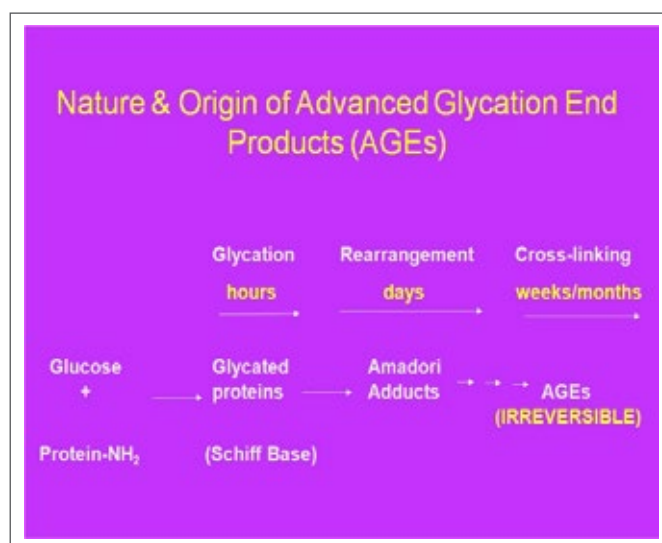 Nature & Origin of Advanced Glycation End
Products (AGEs)
Glycation Rearrangement Cross-linking
hours days weeks/months
Glucose Glycated Amadori
+ proteins Adducts AGEs
(IRREVERSIBLE)
Protein-NH₂ (Schiff Base)